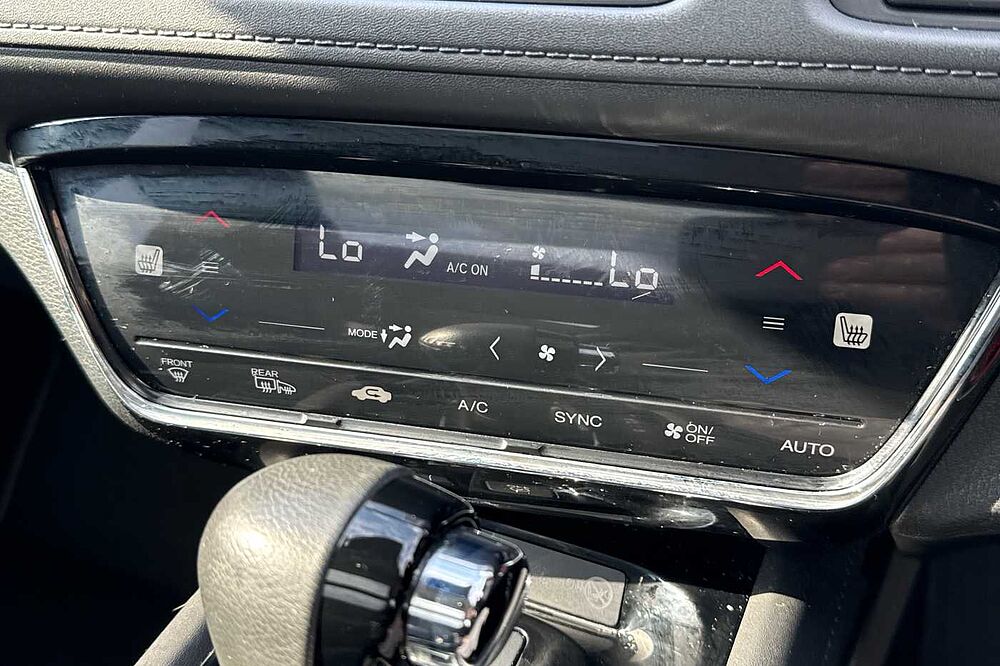 Lo A/C ON Lo
MODE
FRONT
REAR
A/C
SYNC
ON/
OFF
AUTO